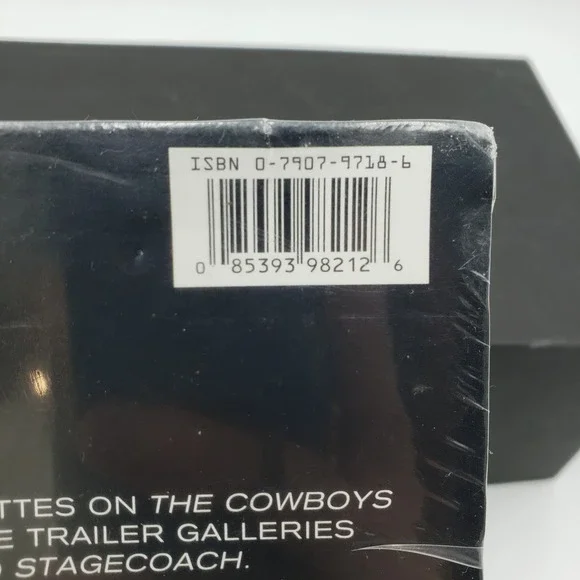 ISBN 0-7907-9718-6
0 85393 98212 6
TTES ON THE COWBOYS
E TRAILER GALLERIES
STAGECOACH.